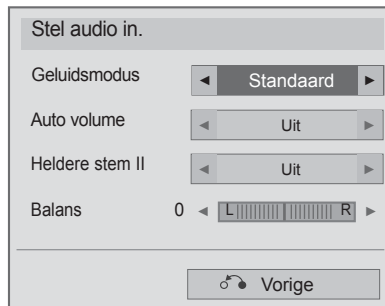 Stel audio in.
Geluidsmodus ◄ Standaard ►
Auto volume ◄ Uit ►
Heldere stem II ◄ Uit ►
Balans 0 ◄ L R ►
Vorige